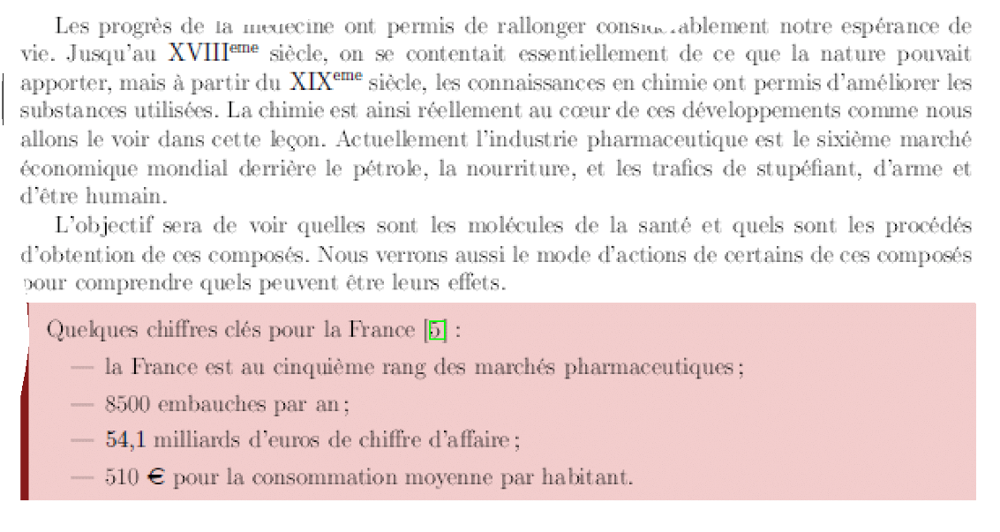 Les progrès de la médecine ont permis de rallonger considérablement notre espérance de
vie. Jusqu'au XVIIIeme siècle, on se contentait essentiellement de ce que la nature pouvait
apporter, mais à partir du XIXeme siècle, les connaissances en chimie ont permis d'améliorer les
substances utilisées. La chimie est ainsi réellement au cœur de ces développements comme nous
allons le voir dans cette leçon. Actuellement l'industrie pharmaceutique est le sixième marché
économique mondial derrière le pétrole, la nourriture, et les trafics de stupéfiant, d'arme et
d'être humain.
L'objectif sera de voir quelles sont les molécules de la santé et quels sont les procédés
d'obtention de ces composés. Nous verrons aussi le mode d'actions de certains de ces composés
pour comprendre quels peuvent être leurs effets.
Quelques chiffres clés pour la France [5] :
— la France est au cinquième rang des marchés pharmaceutiques ;
— 8500 embauches par an ;
— 54,1 milliards d'euros de chiffre d'affaire ;
— 510 € pour la consommation moyenne par habitant.